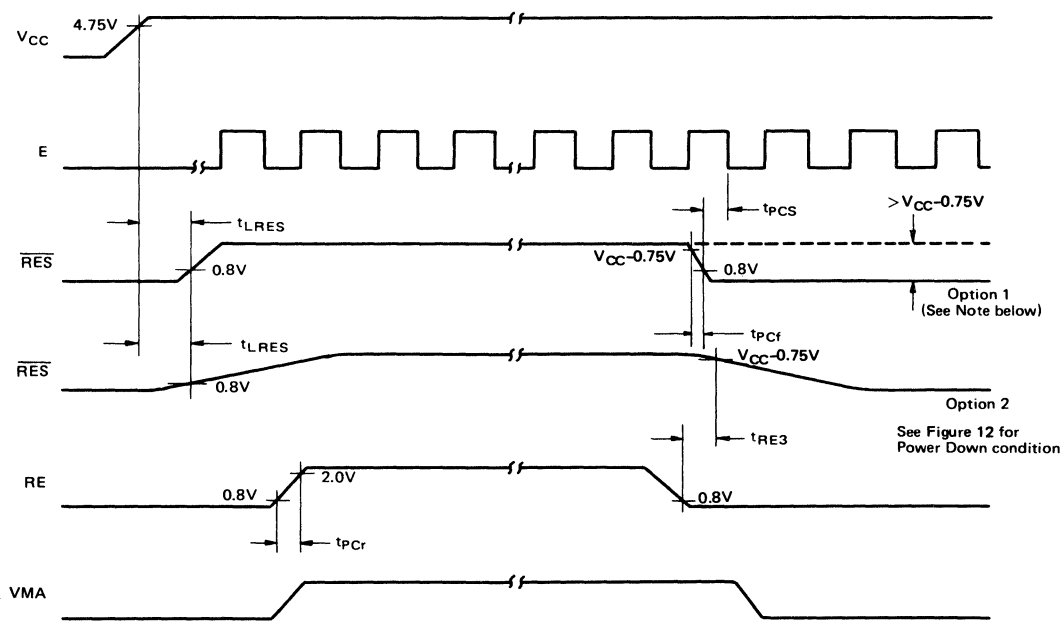 VCC
4.75V
E
tLRES
tPCS
>VCC-0.75V
RES
0.8V
VCC-0.75V
0.8V
Option 1
(See Note below)
tLRES
tPCf
RES
0.8V
VCC-0.75V
Option 2
tRE3
See Figure 12 for
Power Down condition
RE
0.8V
2.0V
0.8V
tPCr
VMA